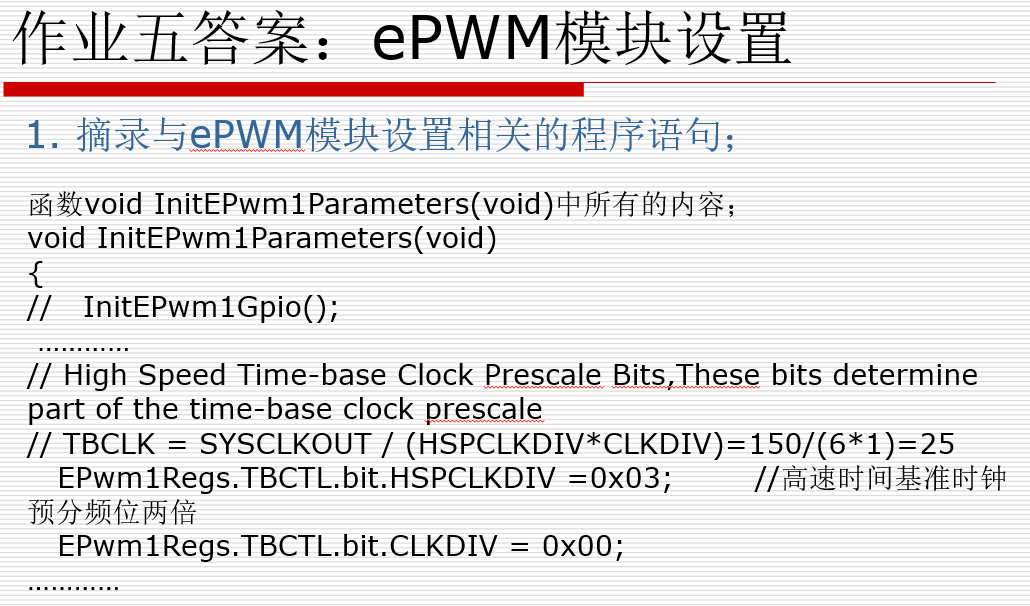 作业五答案：ePWM模块设置
1. 摘录与ePWM模块设置相关的程序语句；
函数void InitEPwm1Parameters(void)中所有的内容；
void InitEPwm1Parameters(void)
{
//   InitEPwm1Gpio();
…………
// High Speed Time-base Clock Prescale Bits,These bits determine
part of the time-base clock prescale
// TBCLK = SYSCLKOUT / (HSPCLKDIV*CLKDIV)=150/(6*1)=25
EPwm1Regs.TBCTL.bit.HSPCLKDIV =0x03;          //高速时间基准时钟
预分频位两倍
EPwm1Regs.TBCTL.bit.CLKDIV = 0x00;
…………